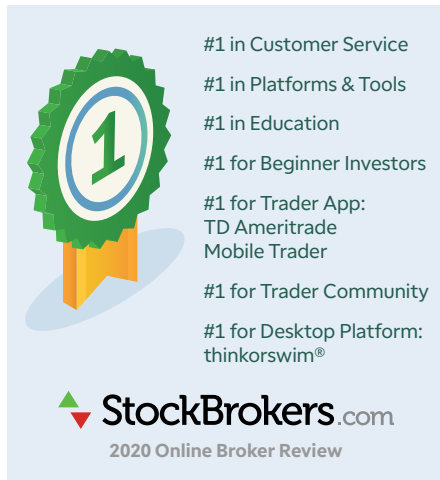 1
#1 in Customer Service
#1 in Platforms & Tools
#1 in Education
#1 for Beginner Investors
#1 for Trader App:
TD Ameritrade
Mobile Trader
#1 for Trader Community
#1 for Desktop Platform:
thinkorswim®
StockBrokers.com
2020 Online Broker Review